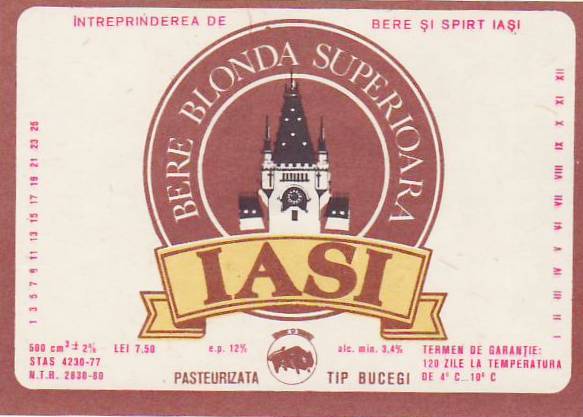 ÎNTREPRINDEREA DE BERE ŞI SPIRT IAŞI
BERE BLONDA SUPERIOARA
IASI
1 3 5 7 9 11 13 15 17 19 21 23 25
I II III IV V VI VII VIII IX X XI XII
500 cm³ ± 2% LEI 7,50 e.p. 12% alc. min. 3,4% TERMEN DE GARANŢIE:
STAS 4230-77 120 ZILE LA TEMPERATURA
N.T.R. 2830-80 PASTEURIZATA TIP BUCEGI DE 4° C...10° C